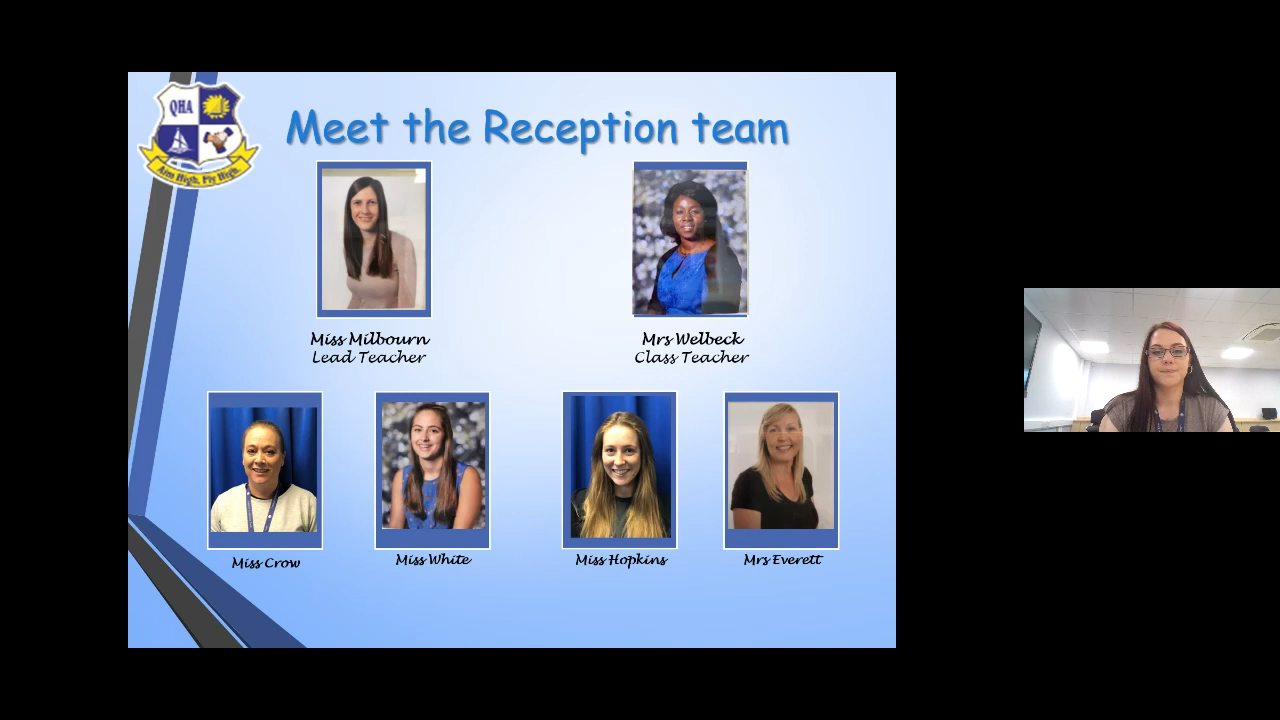 QHA
Aim High, Fly High.
Meet the Reception team
Miss Milbourn
Lead Teacher
Mrs Welbeck
Class Teacher
Miss Crow
Miss White
Miss Hopkins
Mrs Everett